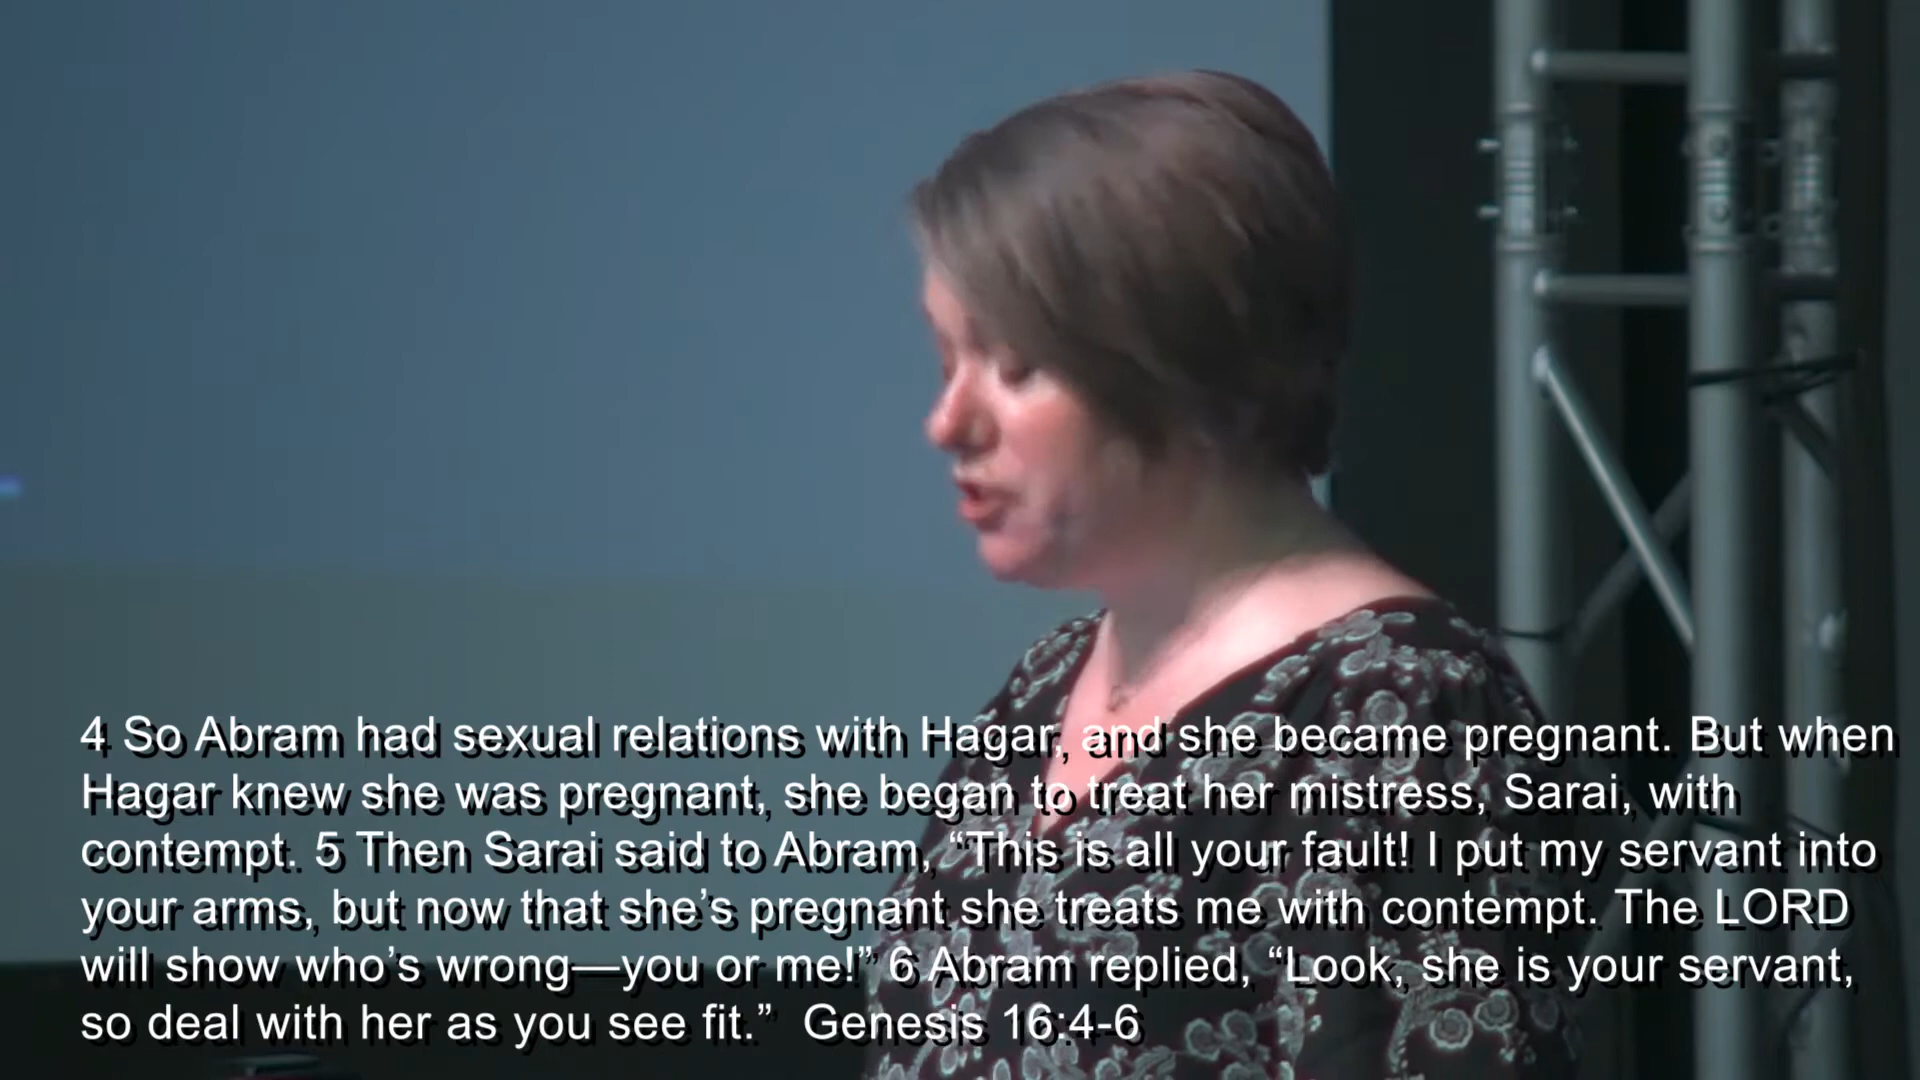 4 So Abram had sexual relations with Hagar, and she became pregnant. But when
Hagar knew she was pregnant, she began to treat her mistress, Sarai, with
contempt. 5 Then Sarai said to Abram, “This is all your fault! I put my servant into
your arms, but now that she’s pregnant she treats me with contempt. The LORD
will show who’s wrong—you or me!” 6 Abram replied, “Look, she is your servant,
so deal with her as you see fit.”  Genesis 16:4-6